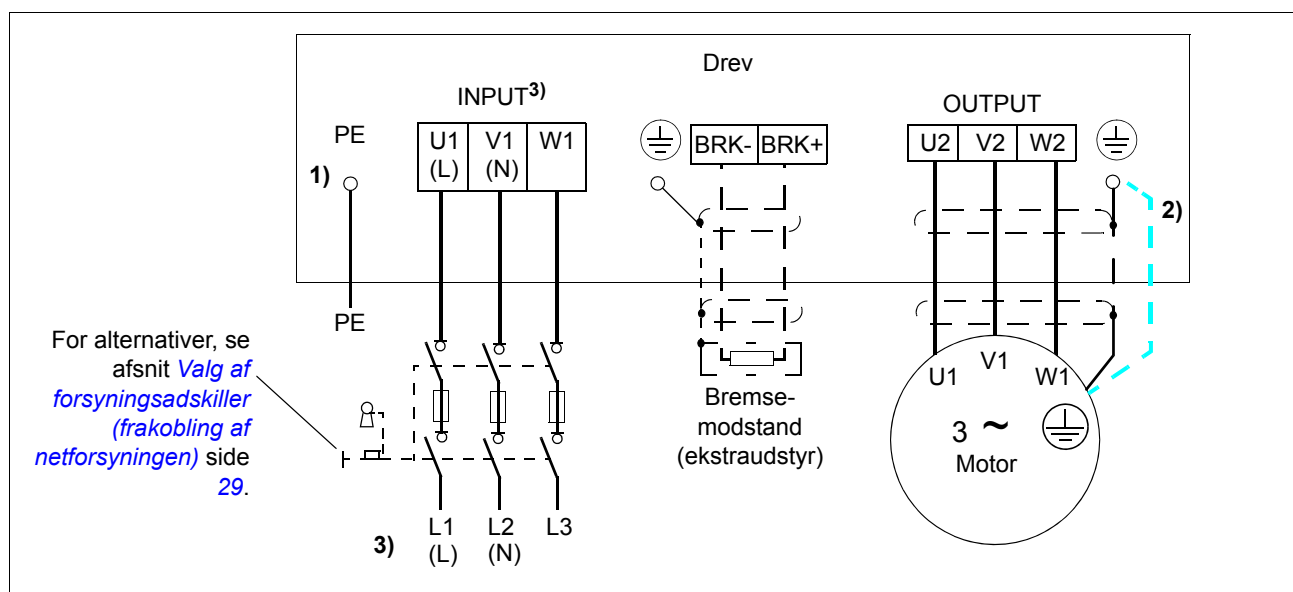 Drev
INPUT3)
OUTPUT
PE
U1 V1 W1
(L) (N)
BRK- BRK+
U2 V2 W2
1)
2)
PE
For alternativer, se
afsnit Valg af
forsyningsadskiller
(frakobling af
netforsyningen) side
29.
U1 V1 W1
3 ~
Motor
Bremse-
modstand
(ekstraudstyr)
3)
L1 L2 L3
(L) (N)